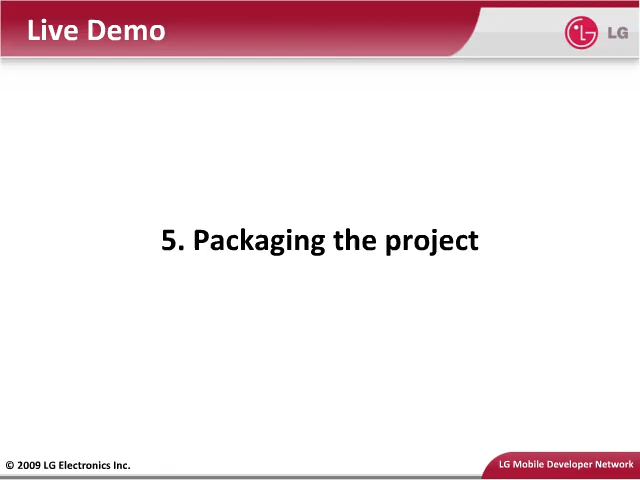 Live Demo
LG
5. Packaging the project
© 2009 LG Electronics Inc.
LG Mobile Developer Network